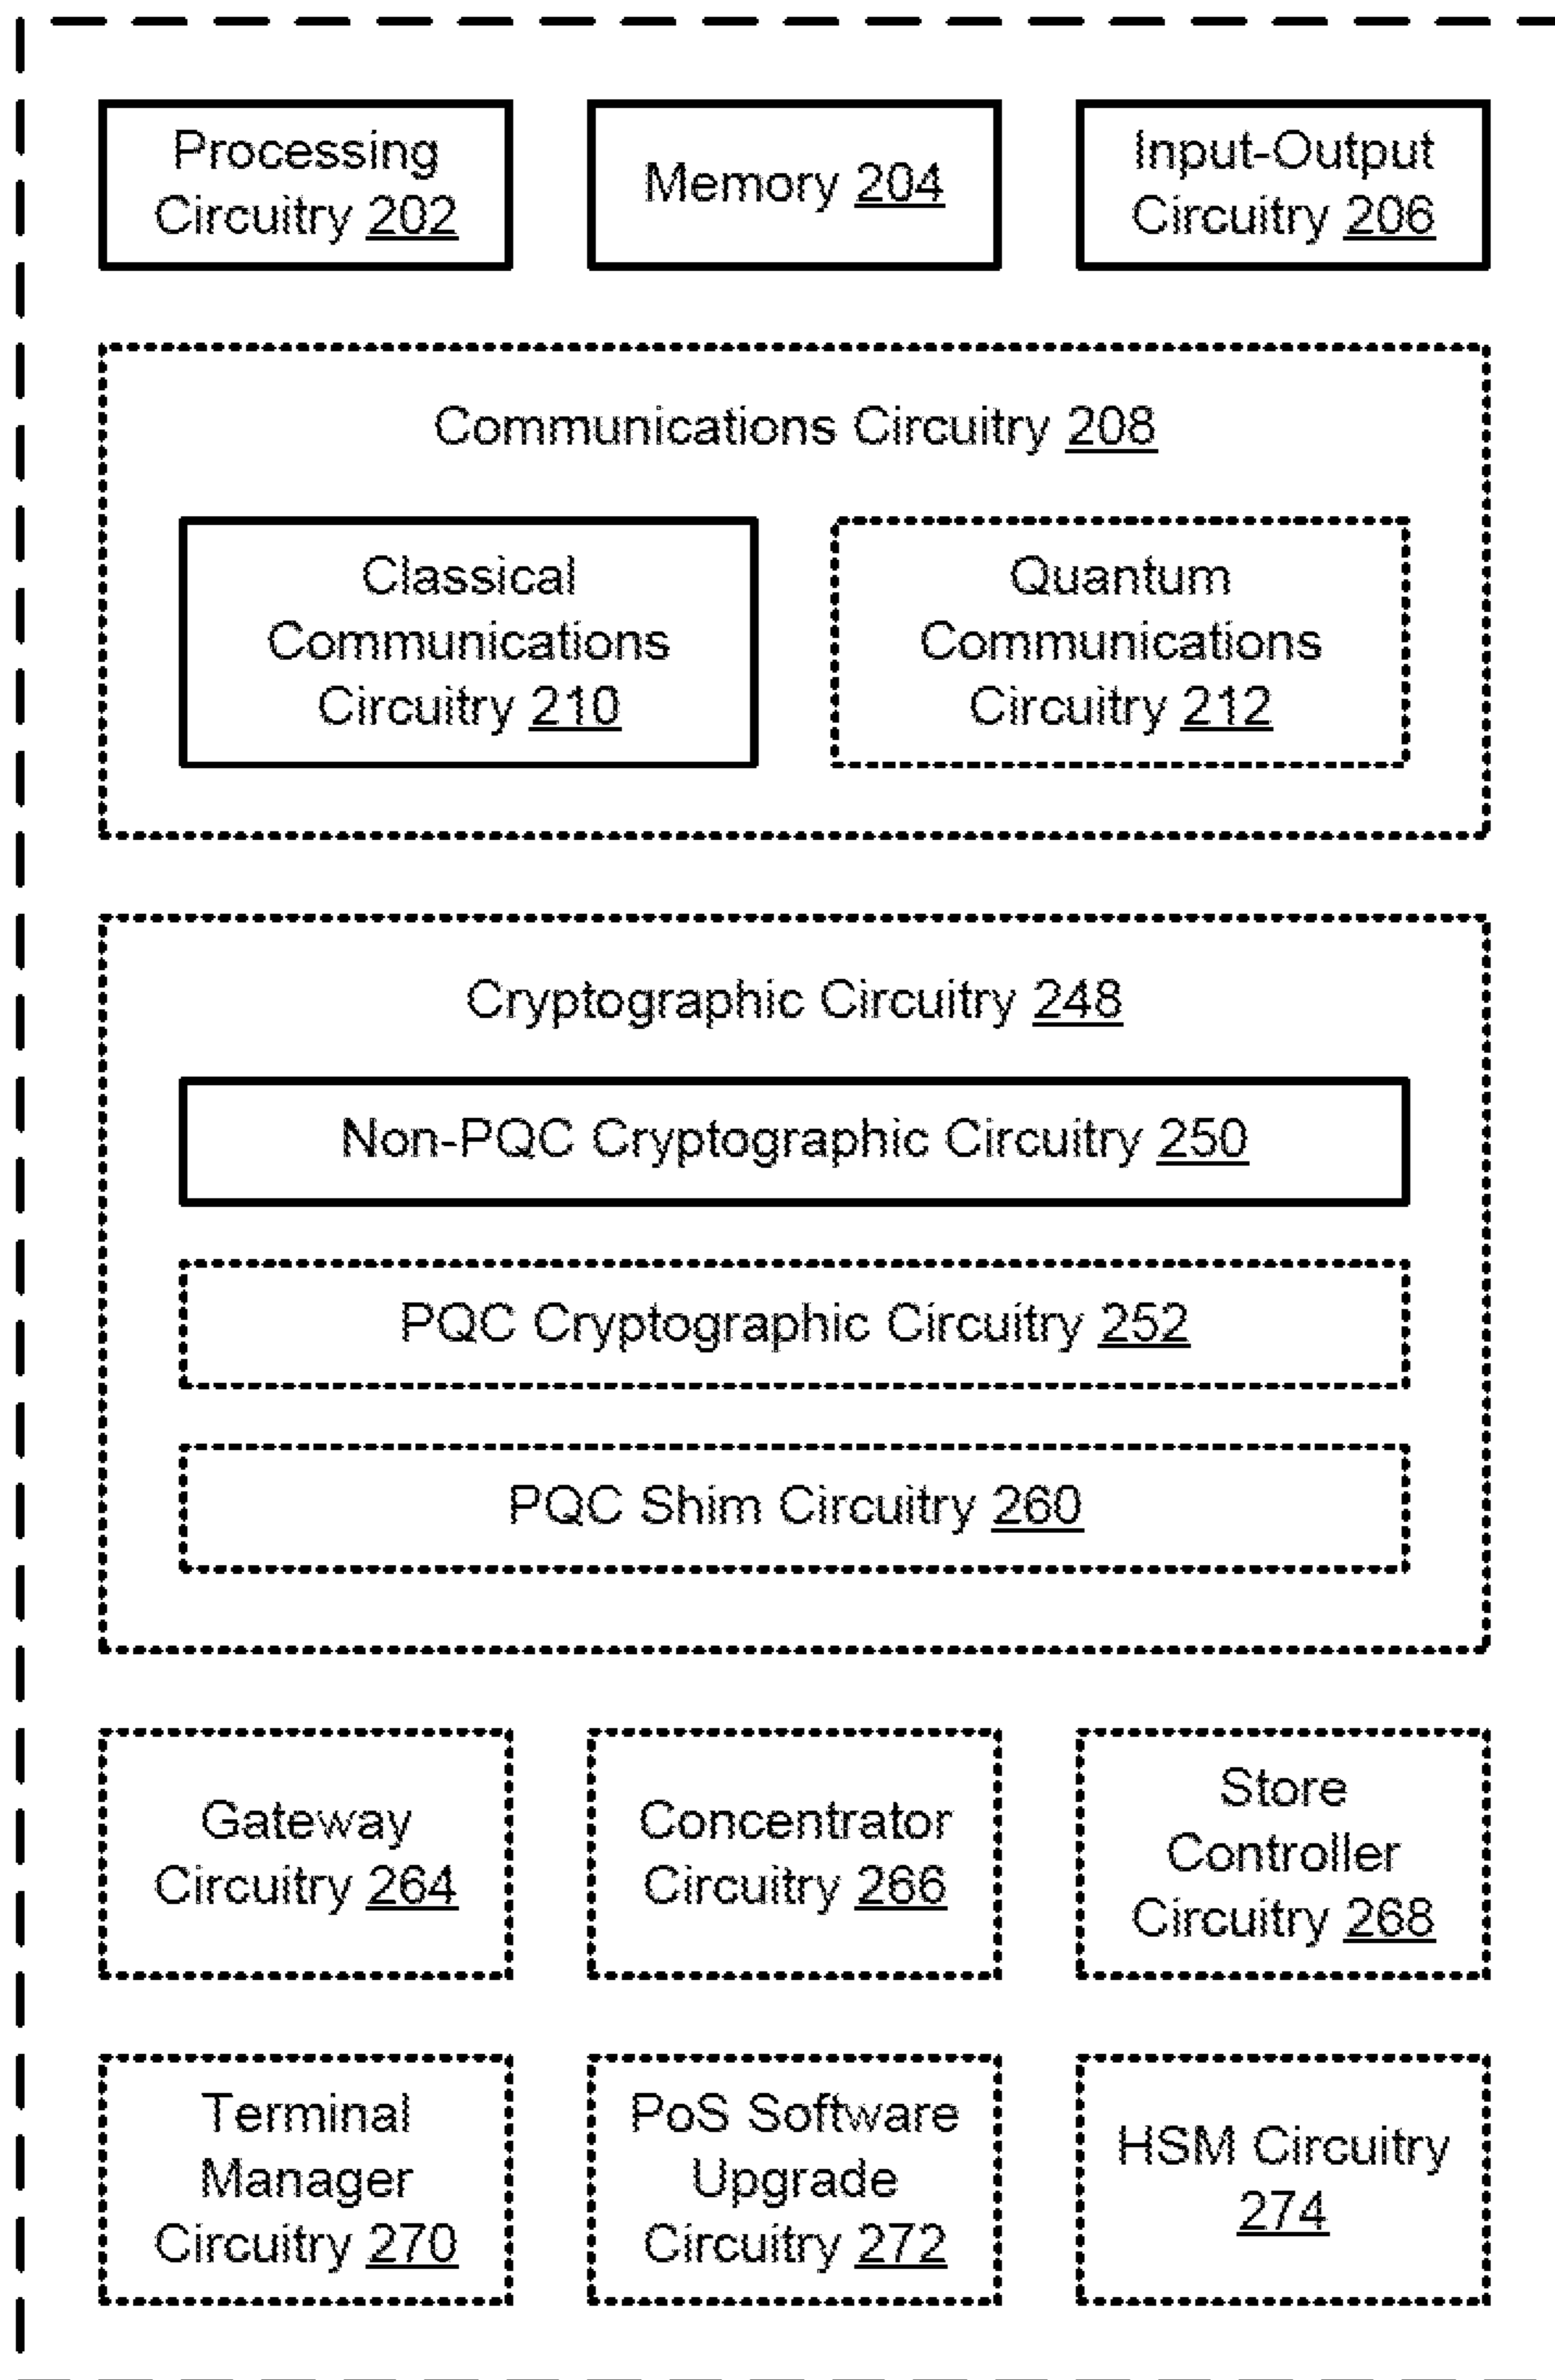 Processing
Circuitry 202
Memory 204
Input-Output
Circuitry 206
Communications Circuitry 208
Classical
Communications
Circuitry 210
Quantum
Communications
Circuitry 212
Cryptographic Circuitry 248
Non-PQC Cryptographic Circuitry 250
PQC Cryptographic Circuitry 252
PQC Shim Circuitry 260
Gateway
Circuitry 264
Concentrator
Circuitry 266
Store
Controller
Circuitry 268
Terminal
Manager
Circuitry 270
PoS Software
Upgrade
Circuitry 272
HSM Circuitry
274